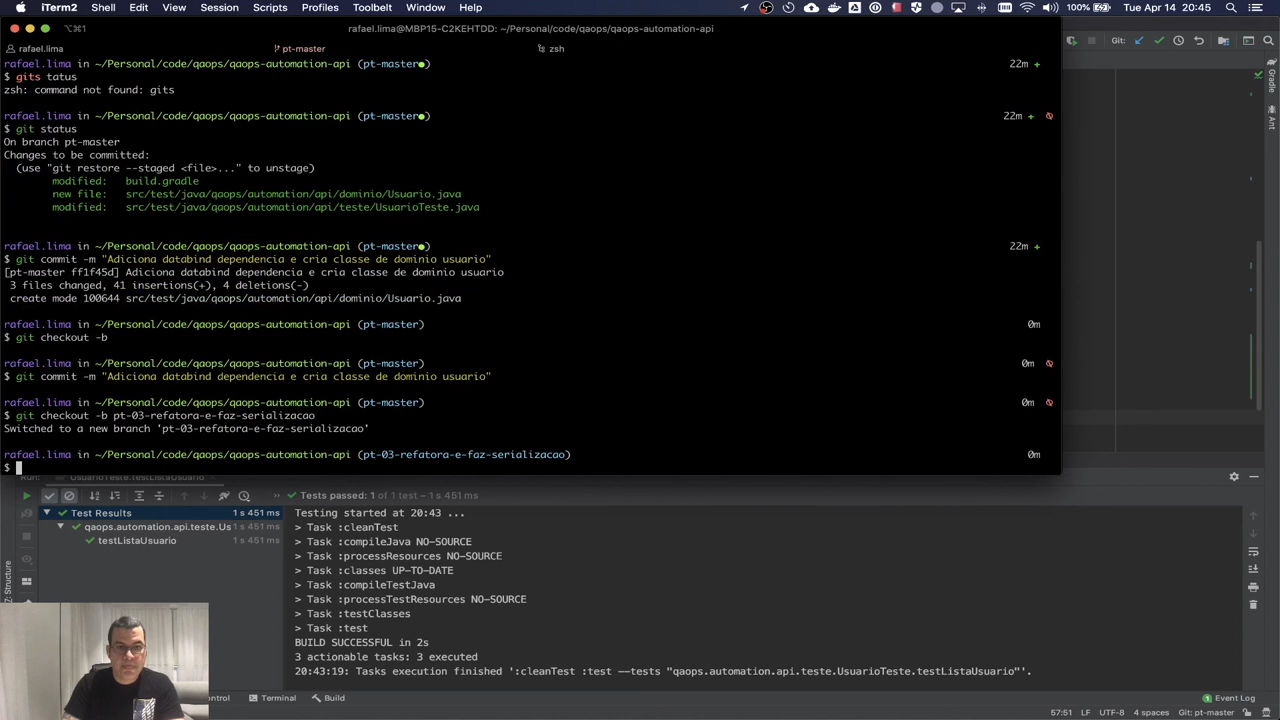 iTerm2 Shell Edit View Session Scripts Profiles Toolbelt Window Help 100% Tue Apr 14 20:45
⌥⌘1 rafael.lima@MBP15-C2KEHTDD: ~/Personal/code/qaops/qaops-automation-api
rafael.lima pt-master zsh
Git:
rafael.lima in ~/Personal/code/qaops/qaops-automation-api (pt-master●) 22m +
$ gits tatus
zsh: command not found: gits
rafael.lima in ~/Personal/code/qaops/qaops-automation-api (pt-master●) 22m +
$ git status
On branch pt-master
Changes to be committed:
(use "git restore --staged <file>..." to unstage)
modified: build.gradle
new file: src/test/java/qaops/automation/api/dominio/Usuario.java
modified: src/test/java/qaops/automation/api/teste/UsuarioTeste.java
rafael.lima in ~/Personal/code/qaops/qaops-automation-api (pt-master●) 22m +
$ git commit -m "Adiciona databind dependencia e cria classe de dominio usuario"
[pt-master ff1f45d] Adiciona databind dependencia e cria classe de dominio usuario
3 files changed, 41 insertions(+), 4 deletions(-)
create mode 100644 src/test/java/qaops/automation/api/dominio/Usuario.java
rafael.lima in ~/Personal/code/qaops/qaops-automation-api (pt-master) 0m
$ git checkout -b
rafael.lima in ~/Personal/code/qaops/qaops-automation-api (pt-master) 0m
$ git commit -m "Adiciona databind dependencia e cria classe de dominio usuario"
rafael.lima in ~/Personal/code/qaops/qaops-automation-api (pt-master) 0m
$ git checkout -b pt-03-refatora-e-faz-serializacao
Switched to a new branch 'pt-03-refatora-e-faz-serializacao'
rafael.lima in ~/Personal/code/qaops/qaops-automation-api (pt-03-refatora-e-faz-serializacao) 0m
$
Gradle
Ant
Run: UsuarioTeste.testListaUsuario
Tests passed: 1 of 1 test – 1 s 451 ms
Test Results 1 s 451 ms
qaops.automation.api.teste.Us 1 s 451 ms
testListaUsuario 1 s 451 ms
Testing started at 20:43 ...
> Task :cleanTest
> Task :compileJava NO-SOURCE
> Task :processResources NO-SOURCE
> Task :classes UP-TO-DATE
> Task :compileTestJava
> Task :processTestResources NO-SOURCE
> Task :testClasses
> Task :test
BUILD SUCCESSFUL in 2s
3 actionable tasks: 3 executed
20:43:19: Tasks execution finished ':cleanTest :test --tests "qaops.automation.api.teste.UsuarioTeste.testListaUsuario"'.
Z: Structure
ntrol Terminal Build 1 Event Log
57:51 LF UTF-8 4 spaces Git: pt-master